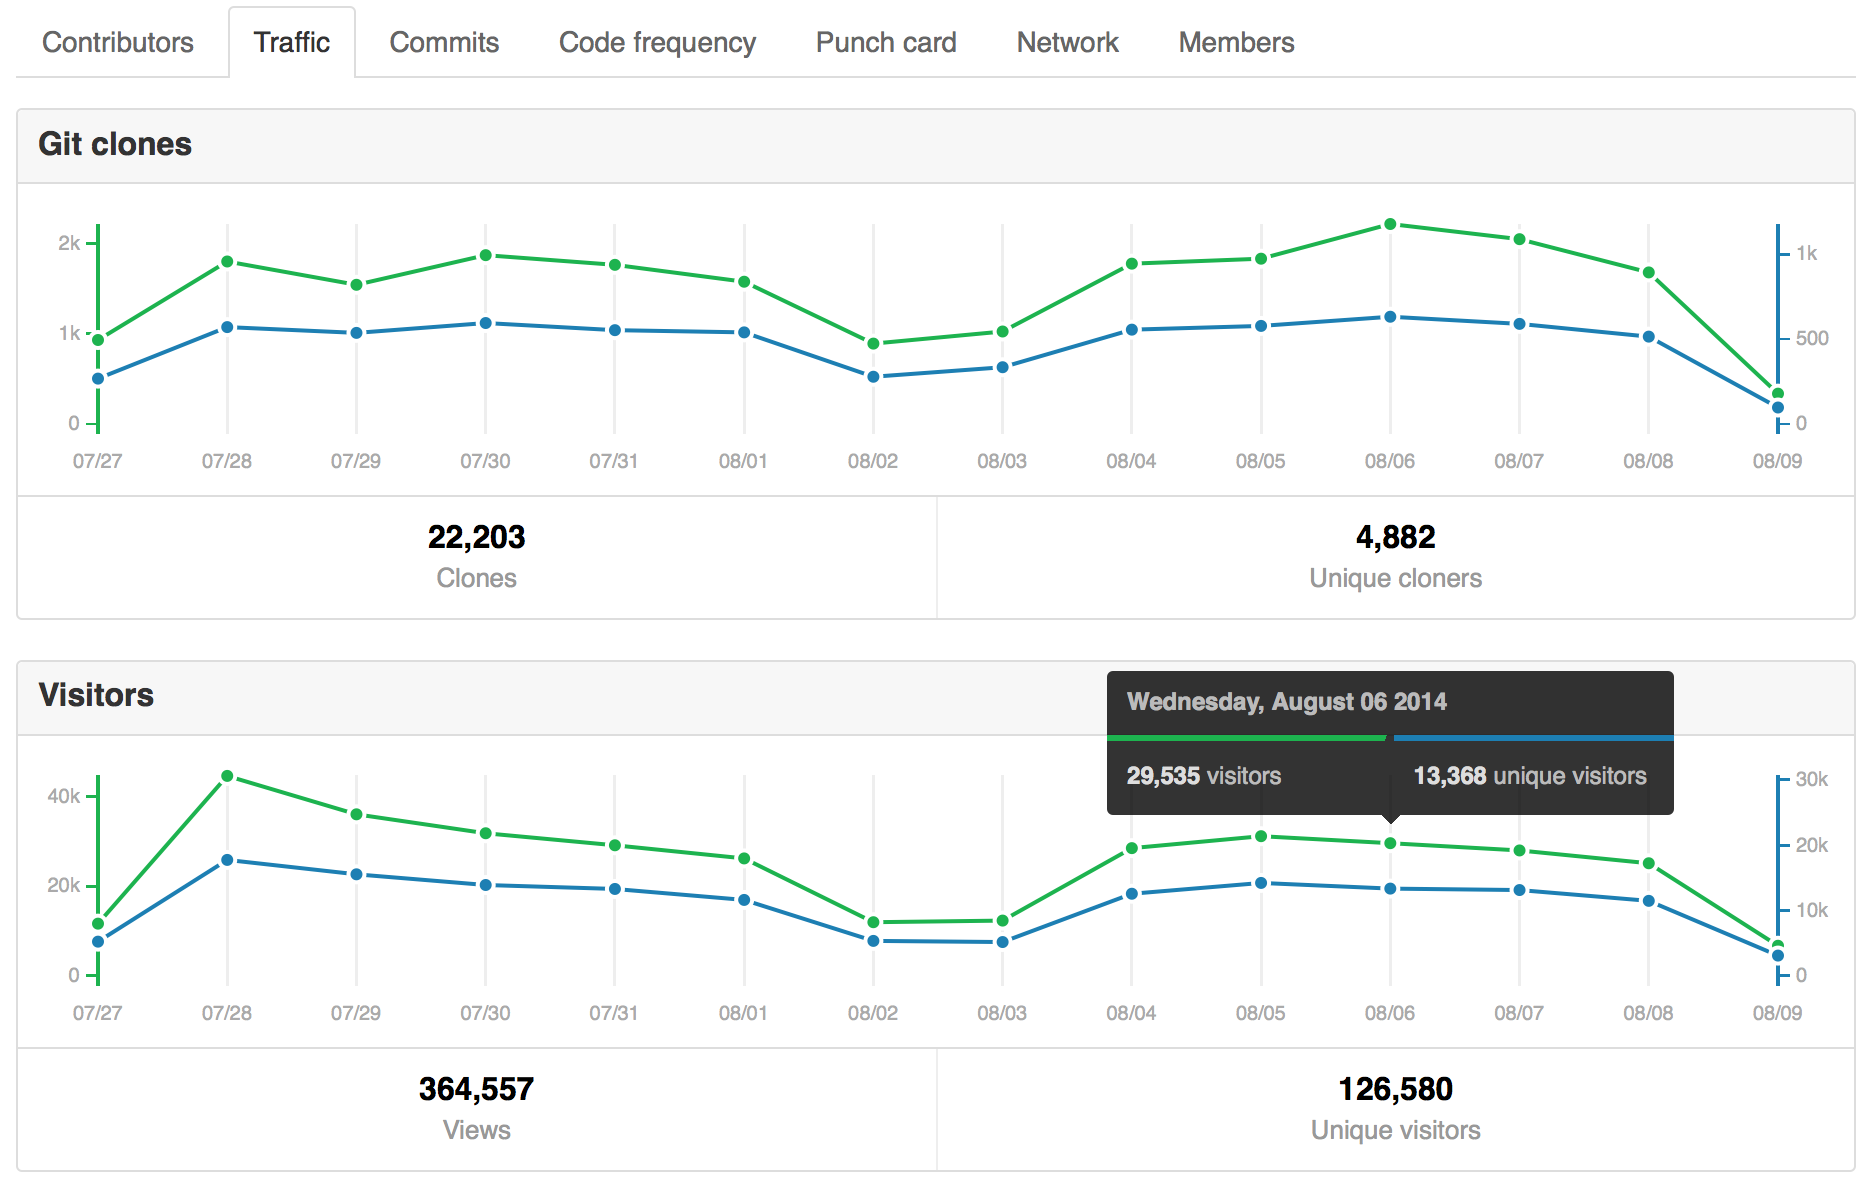 Contributors Traffic Commits Code frequency Punch card Network Members
Git clones
2k 1k
1k 500
0 0
07/27 07/28 07/29 07/30 07/31 08/01 08/02 08/03 08/04 08/05 08/06 08/07 08/08 08/09
22,203 4,882
Clones Unique cloners
Visitors
Wednesday, August 06 2014
29,535 visitors 13,368 unique visitors
40k 30k
20k 20k
10k
0 0
07/27 07/28 07/29 07/30 07/31 08/01 08/02 08/03 08/04 08/05 08/06 08/07 08/08 08/09
364,557 126,580
Views Unique visitors